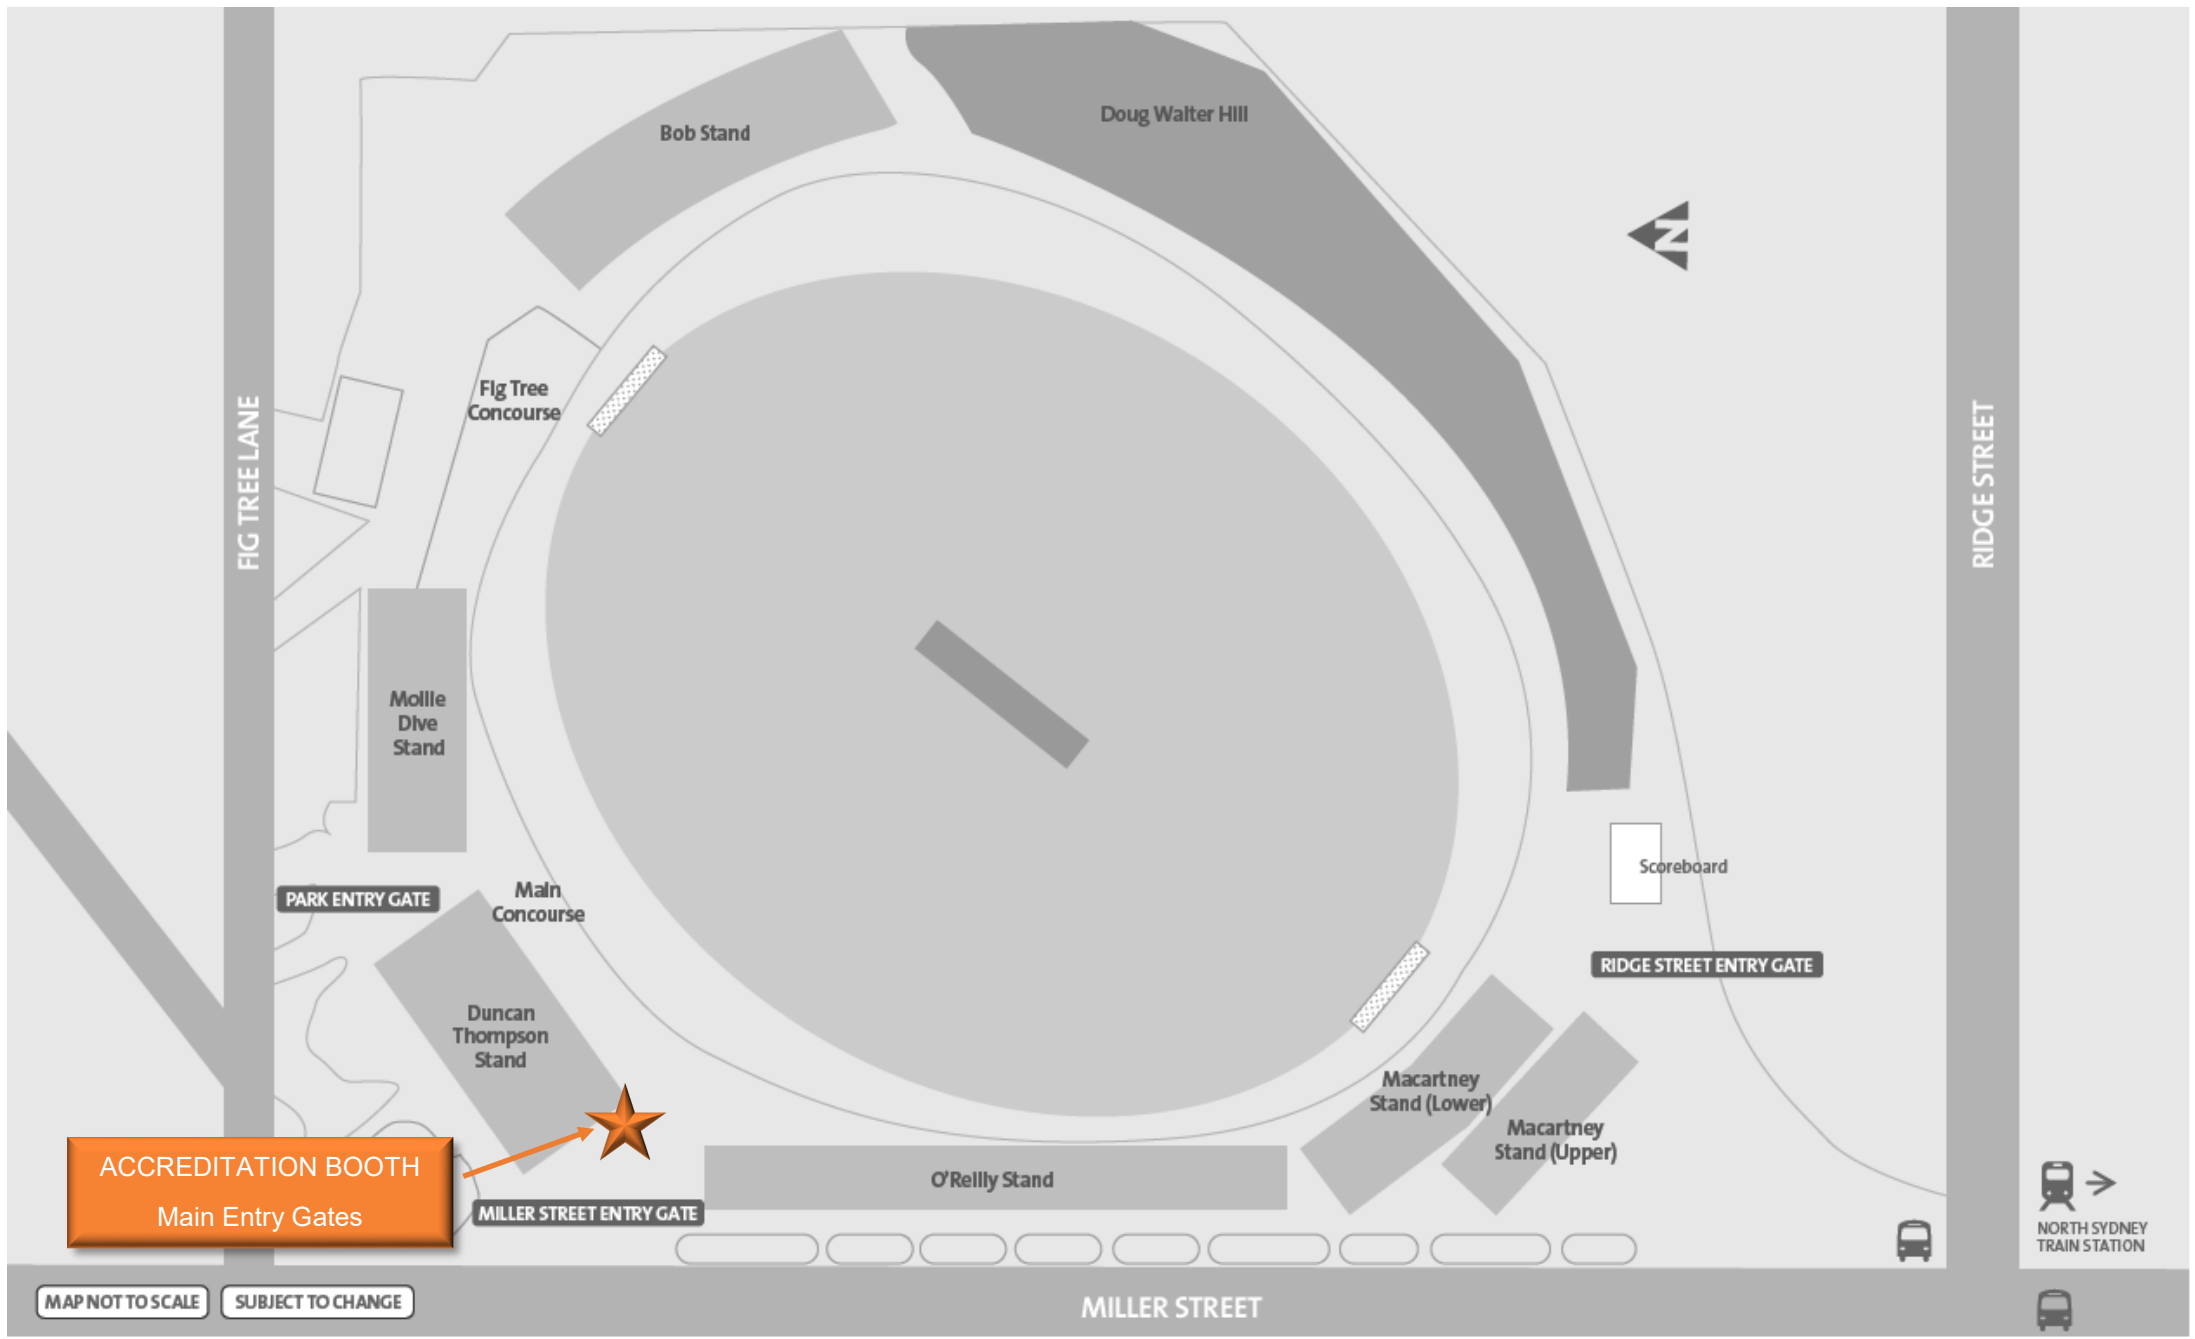 Doug Walter Hill
Bob Stand
N
Fig Tree
Concourse
FIG TREE LANE
RIDGE STREET
Mollie
Dive
Stand
Scoreboard
PARK ENTRY GATE
Main
Concourse
RIDGE STREET ENTRY GATE
Duncan
Thompson
Stand
Macartney
Stand (Lower)
Macartney
Stand (Upper)
ACCREDITATION BOOTH
Main Entry Gates
O'Reilly Stand
MILLER STREET ENTRY GATE
NORTH SYDNEY
TRAIN STATION
MAP NOT TO SCALE
SUBJECT TO CHANGE
MILLER STREET